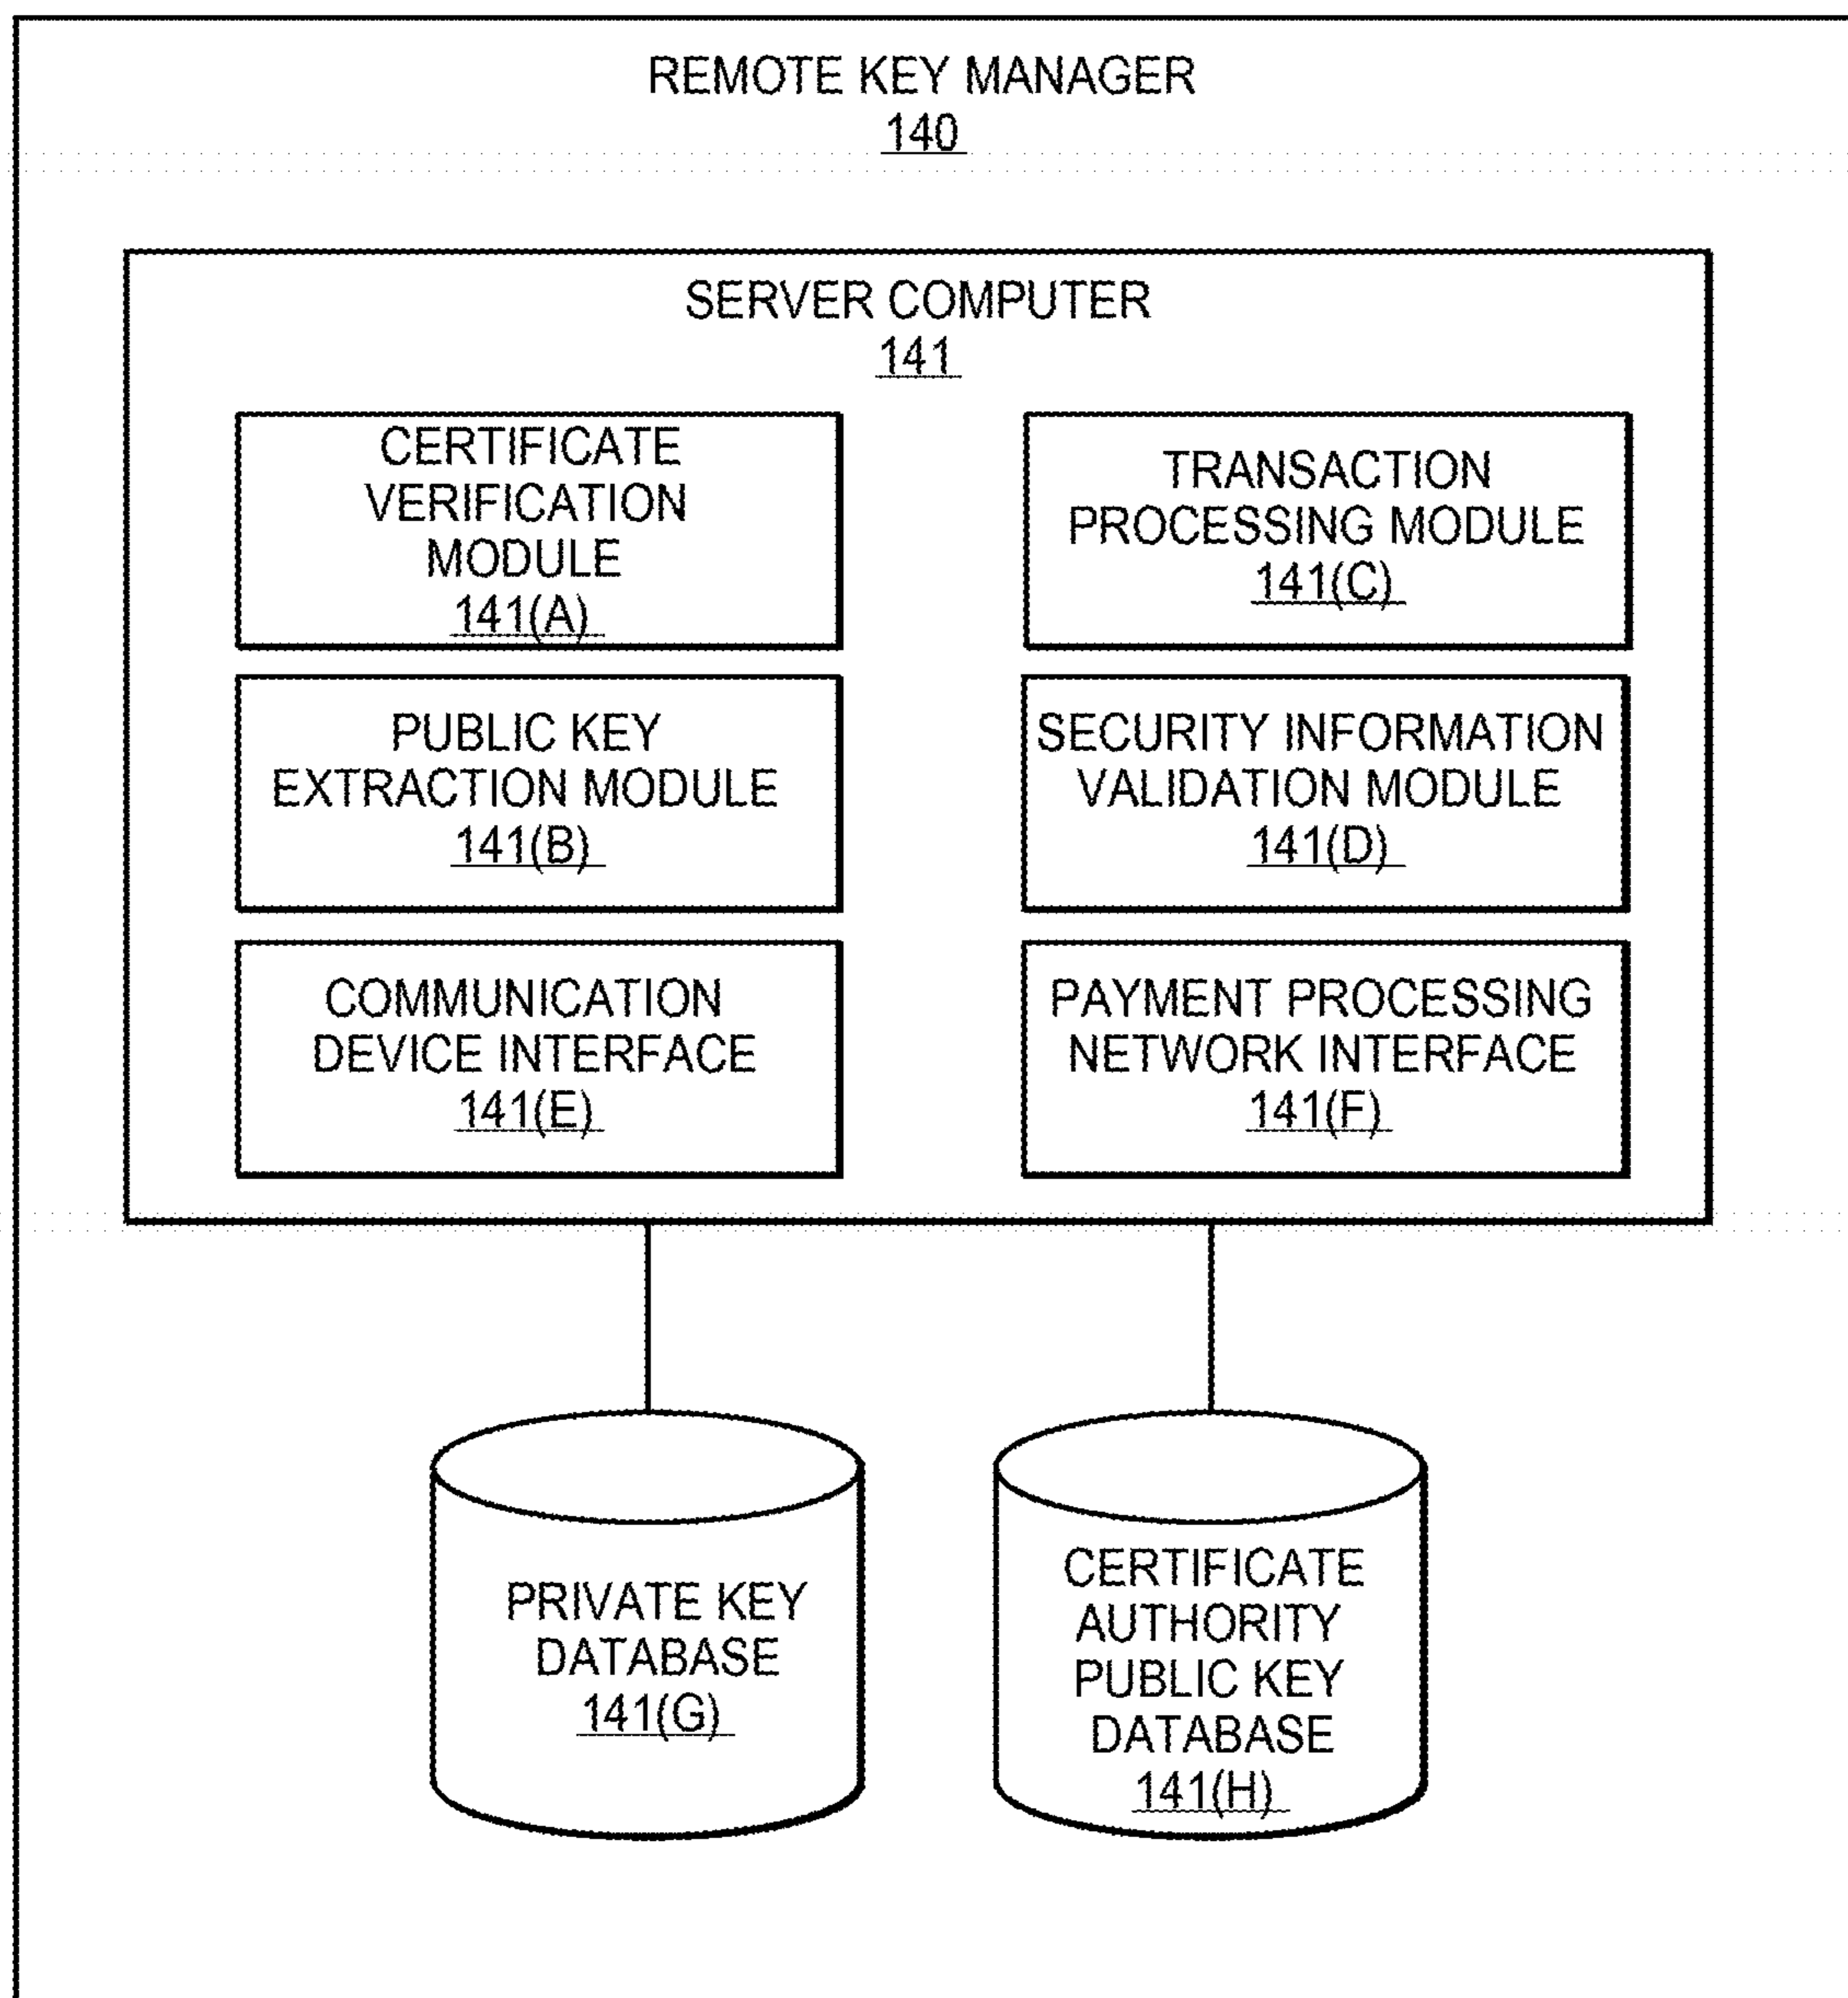 REMOTE KEY MANAGER
140
SERVER COMPUTER
141
CERTIFICATE
VERIFICATION
MODULE
141(A)
TRANSACTION
PROCESSING MODULE
141(C)
PUBLIC KEY
EXTRACTION MODULE
141(B)
SECURITY INFORMATION
VALIDATION MODULE
141(D)
COMMUNICATION
DEVICE INTERFACE
141(E)
PAYMENT PROCESSING
NETWORK INTERFACE
141(F)
PRIVATE KEY
DATABASE
141(G)
CERTIFICATE
AUTHORITY
PUBLIC KEY
DATABASE
141(H)